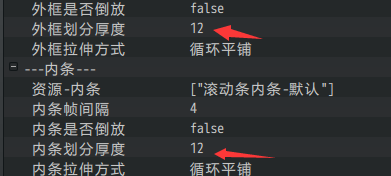 外框是否倒放 false
外框划分厚度 12
外框拉伸方式 循环平铺
---内条---
资源-内条 ["滚动条内条-默认"]
内条帧间隔 4
内条是否倒放 false
内条划分厚度 12
内条拉伸方式 循环平铺